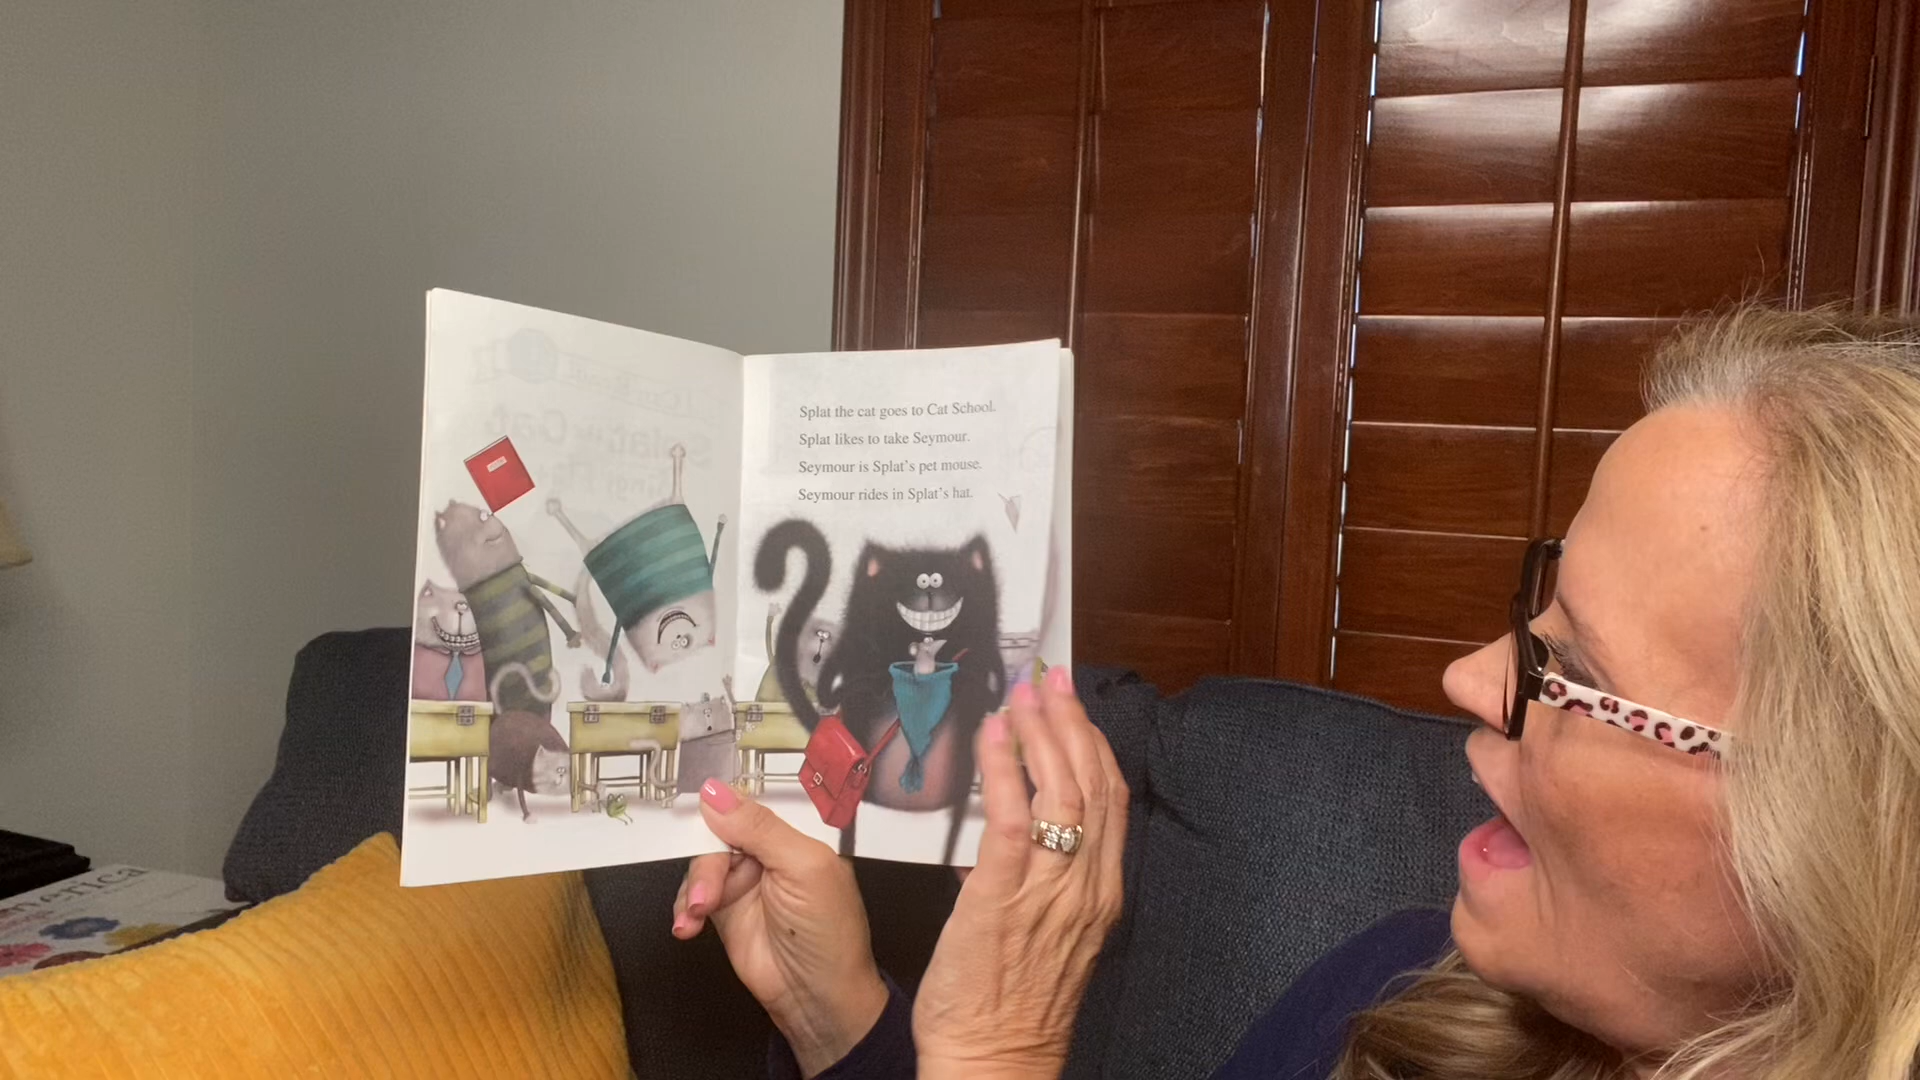 Splat the cat goes to Cat School.
Splat likes to take Seymour.
Seymour is Splat's pet mouse.
Seymour rides in Splat's hat.